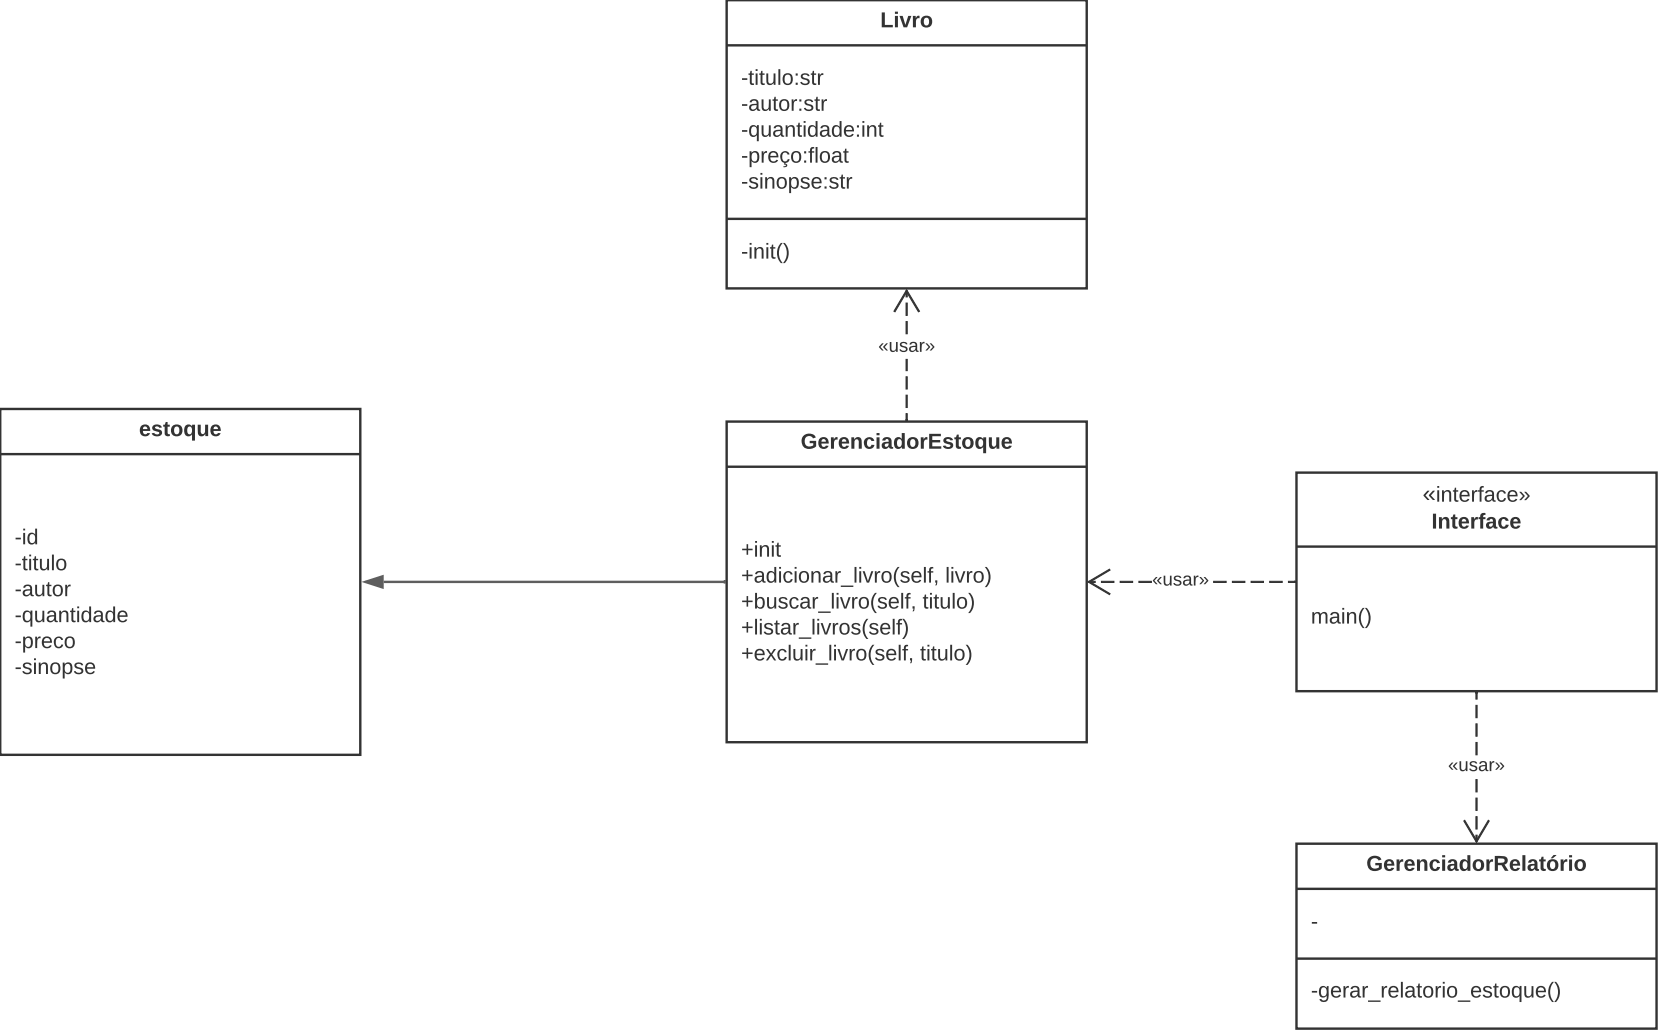 Livro
-titulo:str
-autor:str
-quantidade:int
-preço:float
-sinopse:str
-init()
«usar»
estoque
-id
-titulo
-autor
-quantidade
-preco
-sinopse
GerenciadorEstoque
+init
+adicionar_livro(self, livro)
+buscar_livro(self, titulo)
+listar_livros(self)
+excluir_livro(self, titulo)
«usar»
«interface»
Interface
main()
«usar»
GerenciadorRelatório
-
-gerar_relatorio_estoque()